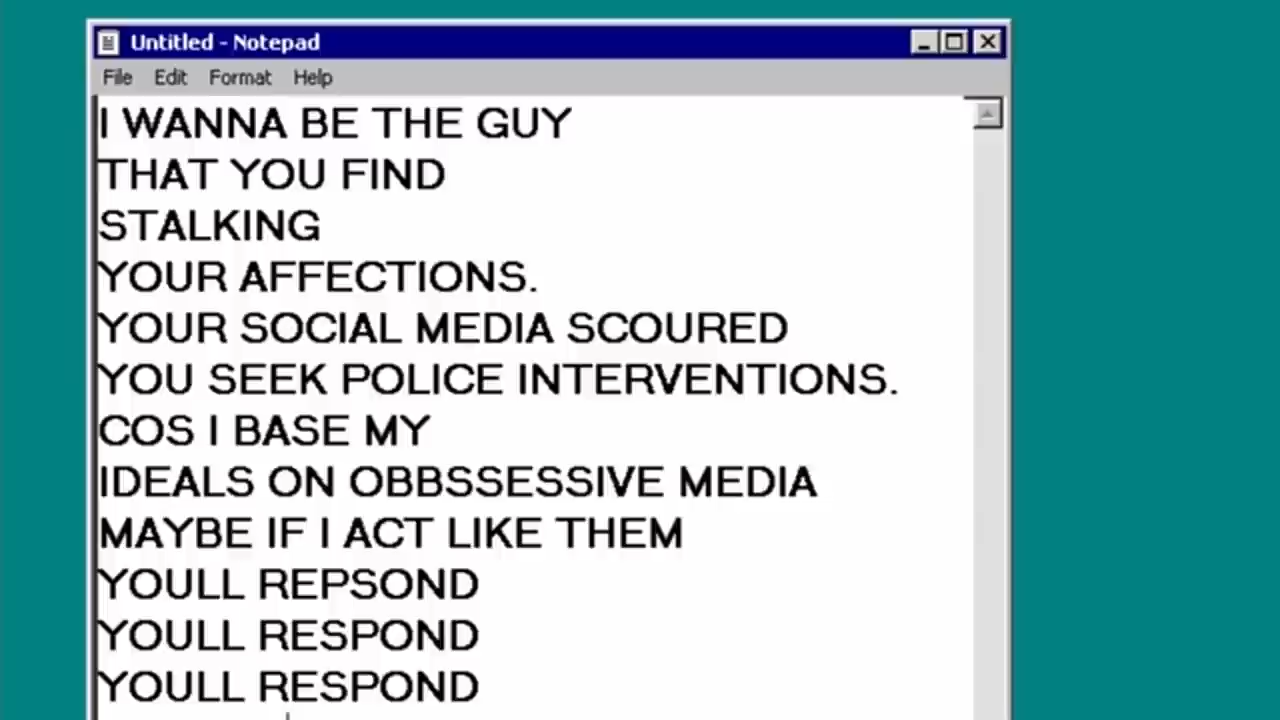 Untitled - Notepad
File Edit Format Help
I WANNA BE THE GUY
THAT YOU FIND
STALKING
YOUR AFFECTIONS.
YOUR SOCIAL MEDIA SCOURED
YOU SEEK POLICE INTERVENTIONS.
COS I BASE MY
IDEALS ON OBBSSESSIVE MEDIA
MAYBE IF I ACT LIKE THEM
YOULL REPSOND
YOULL RESPOND
YOULL RESPOND